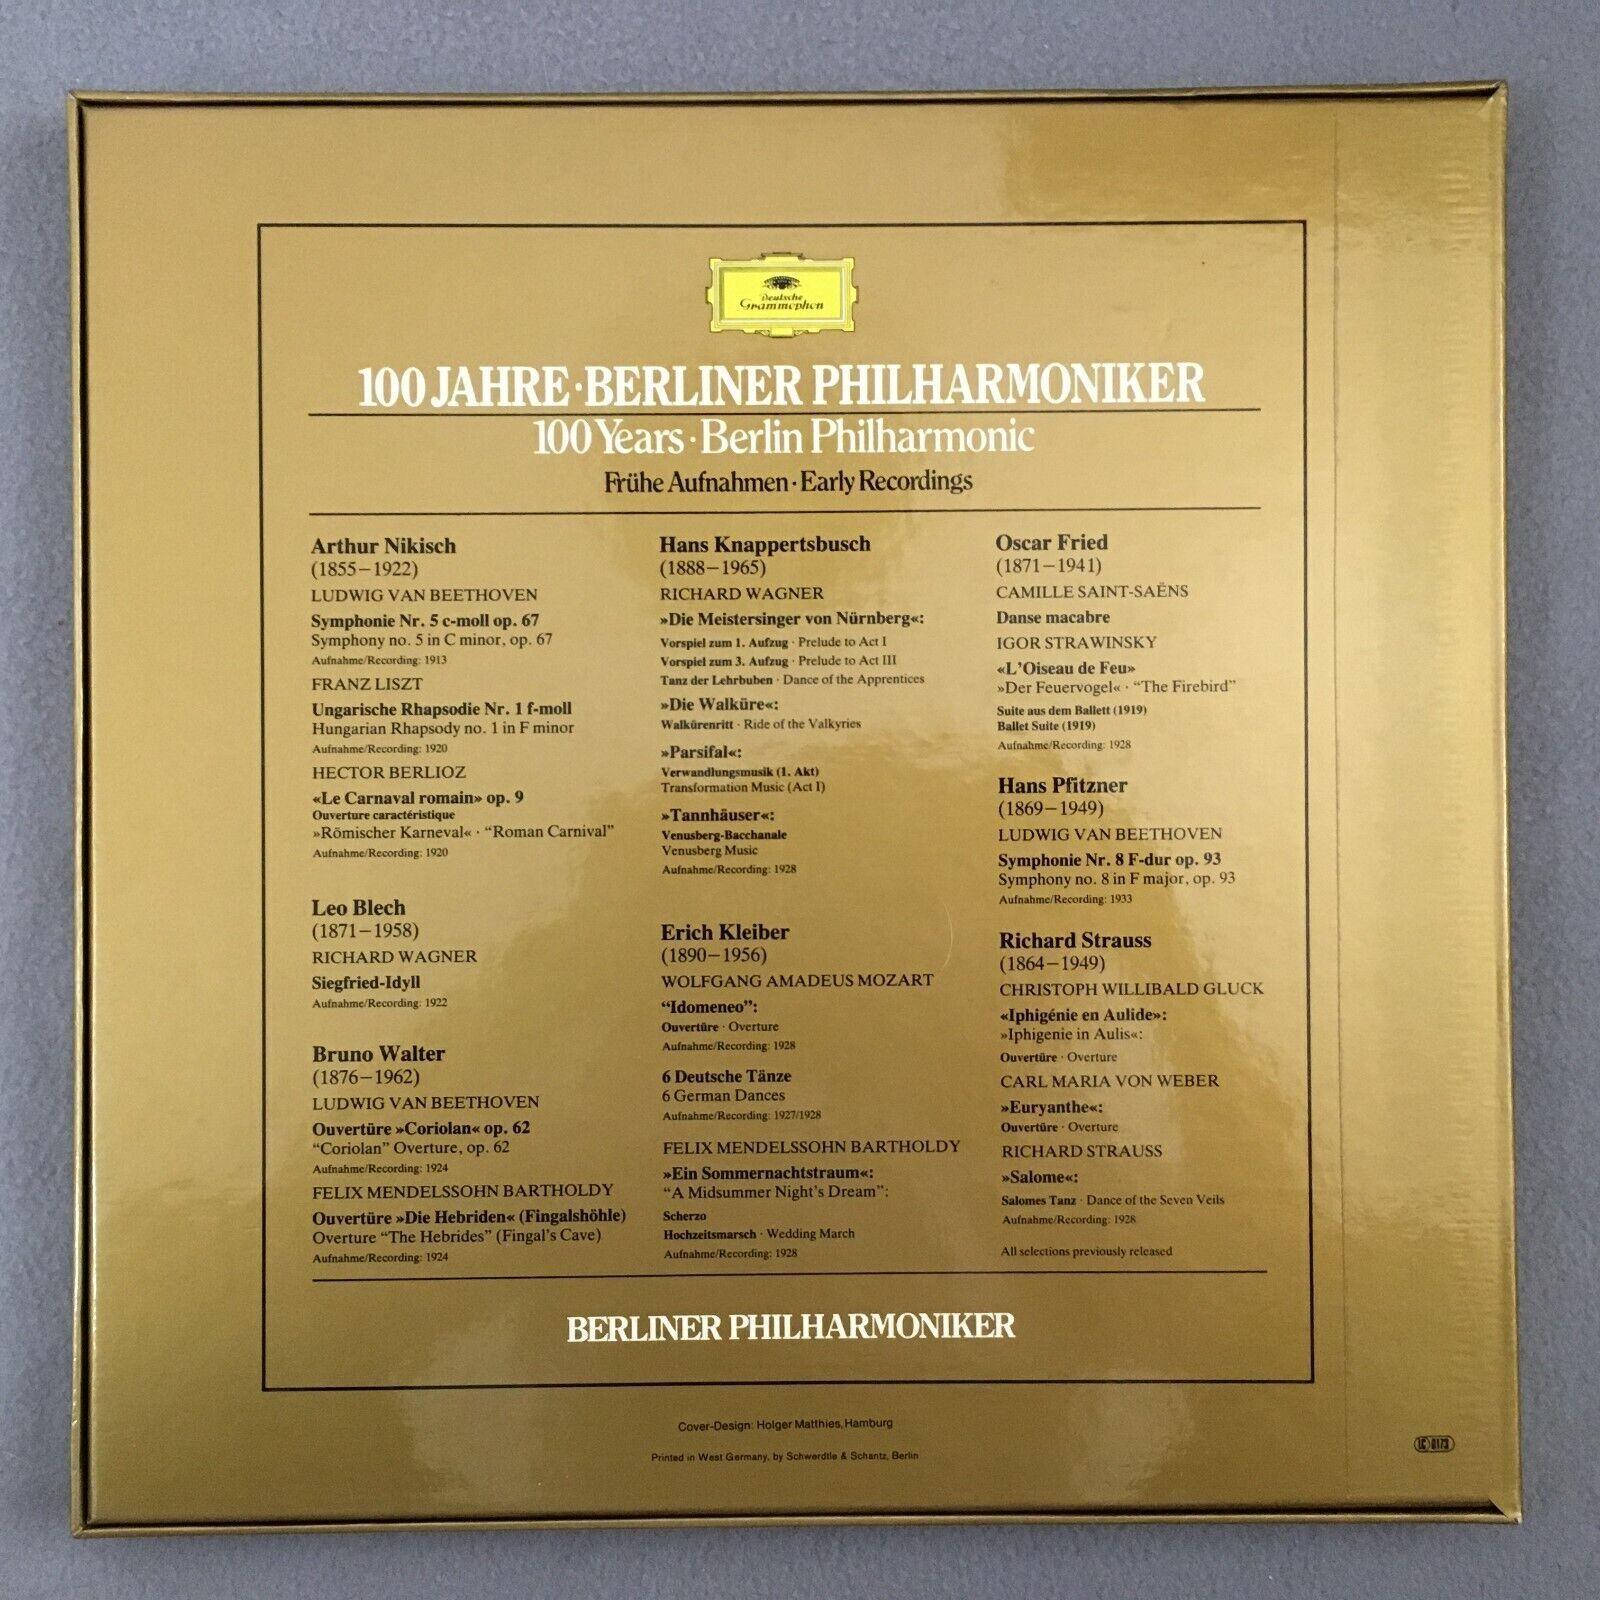 Deutsche
Grammophon
100 JAHRE·BERLINER PHILHARMONIKER
100 Years·Berlin Philharmonic
Frühe Aufnahmen·Early Recordings
Arthur Nikisch
(1855–1922)
LUDWIG VAN BEETHOVEN
Symphonie Nr. 5 c-moll op. 67
Symphony no. 5 in C minor, op. 67
Aufnahme/Recording: 1913
FRANZ LISZT
Ungarische Rhapsodie Nr. 1 f-moll
Hungarian Rhapsody no. 1 in F minor
Aufnahme/Recording: 1920
HECTOR BERLIOZ
«Le Carnaval romain» op. 9
Ouverture caractéristique
»Römischer Karneval« · “Roman Carnival”
Aufnahme/Recording: 1920
Leo Blech
(1871–1958)
RICHARD WAGNER
Siegfried-Idyll
Aufnahme/Recording: 1922
Bruno Walter
(1876–1962)
LUDWIG VAN BEETHOVEN
Ouvertüre »Coriolan« op. 62
“Coriolan” Overture, op. 62
Aufnahme/Recording: 1924
FELIX MENDELSSOHN BARTHOLDY
Ouvertüre »Die Hebriden« (Fingalshöhle)
Overture “The Hebrides” (Fingal's Cave)
Aufnahme/Recording: 1924
Hans Knappertsbusch
(1888–1965)
RICHARD WAGNER
»Die Meistersinger von Nürnberg«:
Vorspiel zum 1. Aufzug · Prelude to Act I
Vorspiel zum 3. Aufzug · Prelude to Act III
Tanz der Lehrbuben · Dance of the Apprentices
»Die Walküre«:
Walkürenritt · Ride of the Valkyries
»Parsifal«:
Verwandlungsmusik (1. Akt)
Transformation Music (Act I)
»Tannhäuser«:
Venusberg-Bacchanale
Venusberg Music
Aufnahme/Recording: 1928
Erich Kleiber
(1890–1956)
WOLFGANG AMADEUS MOZART
“Idomeneo”:
Ouvertüre · Overture
Aufnahme/Recording: 1928
6 Deutsche Tänze
6 German Dances
Aufnahme/Recording: 1927/1928
FELIX MENDELSSOHN BARTHOLDY
»Ein Sommernachtstraum«:
“A Midsummer Night's Dream”:
Scherzo
Hochzeitsmarsch · Wedding March
Aufnahme/Recording: 1928
Oscar Fried
(1871–1941)
CAMILLE SAINT-SAËNS
Danse macabre
IGOR STRAWINSKY
«L'Oiseau de Feu»
»Der Feuervogel« · “The Firebird”
Suite aus dem Ballett (1919)
Ballet Suite (1919)
Aufnahme/Recording: 1928
Hans Pfitzner
(1869–1949)
LUDWIG VAN BEETHOVEN
Symphonie Nr. 8 F-dur op. 93
Symphony no. 8 in F major, op. 93
Aufnahme/Recording: 1933
Richard Strauss
(1864–1949)
CHRISTOPH WILLIBALD GLUCK
«Iphigénie en Aulide»:
»Iphigenie in Aulis«:
Ouvertüre · Overture
CARL MARIA VON WEBER
»Euryanthe«:
Ouvertüre · Overture
RICHARD STRAUSS
»Salome«:
Salomes Tanz · Dance of the Seven Veils
Aufnahme/Recording: 1928
All selections previously released
BERLINER PHILHARMONIKER
Cover-Design: Holger Matthies, Hamburg
Printed in West Germany, by Schwerdtle & Schantz, Berlin
LC 0173